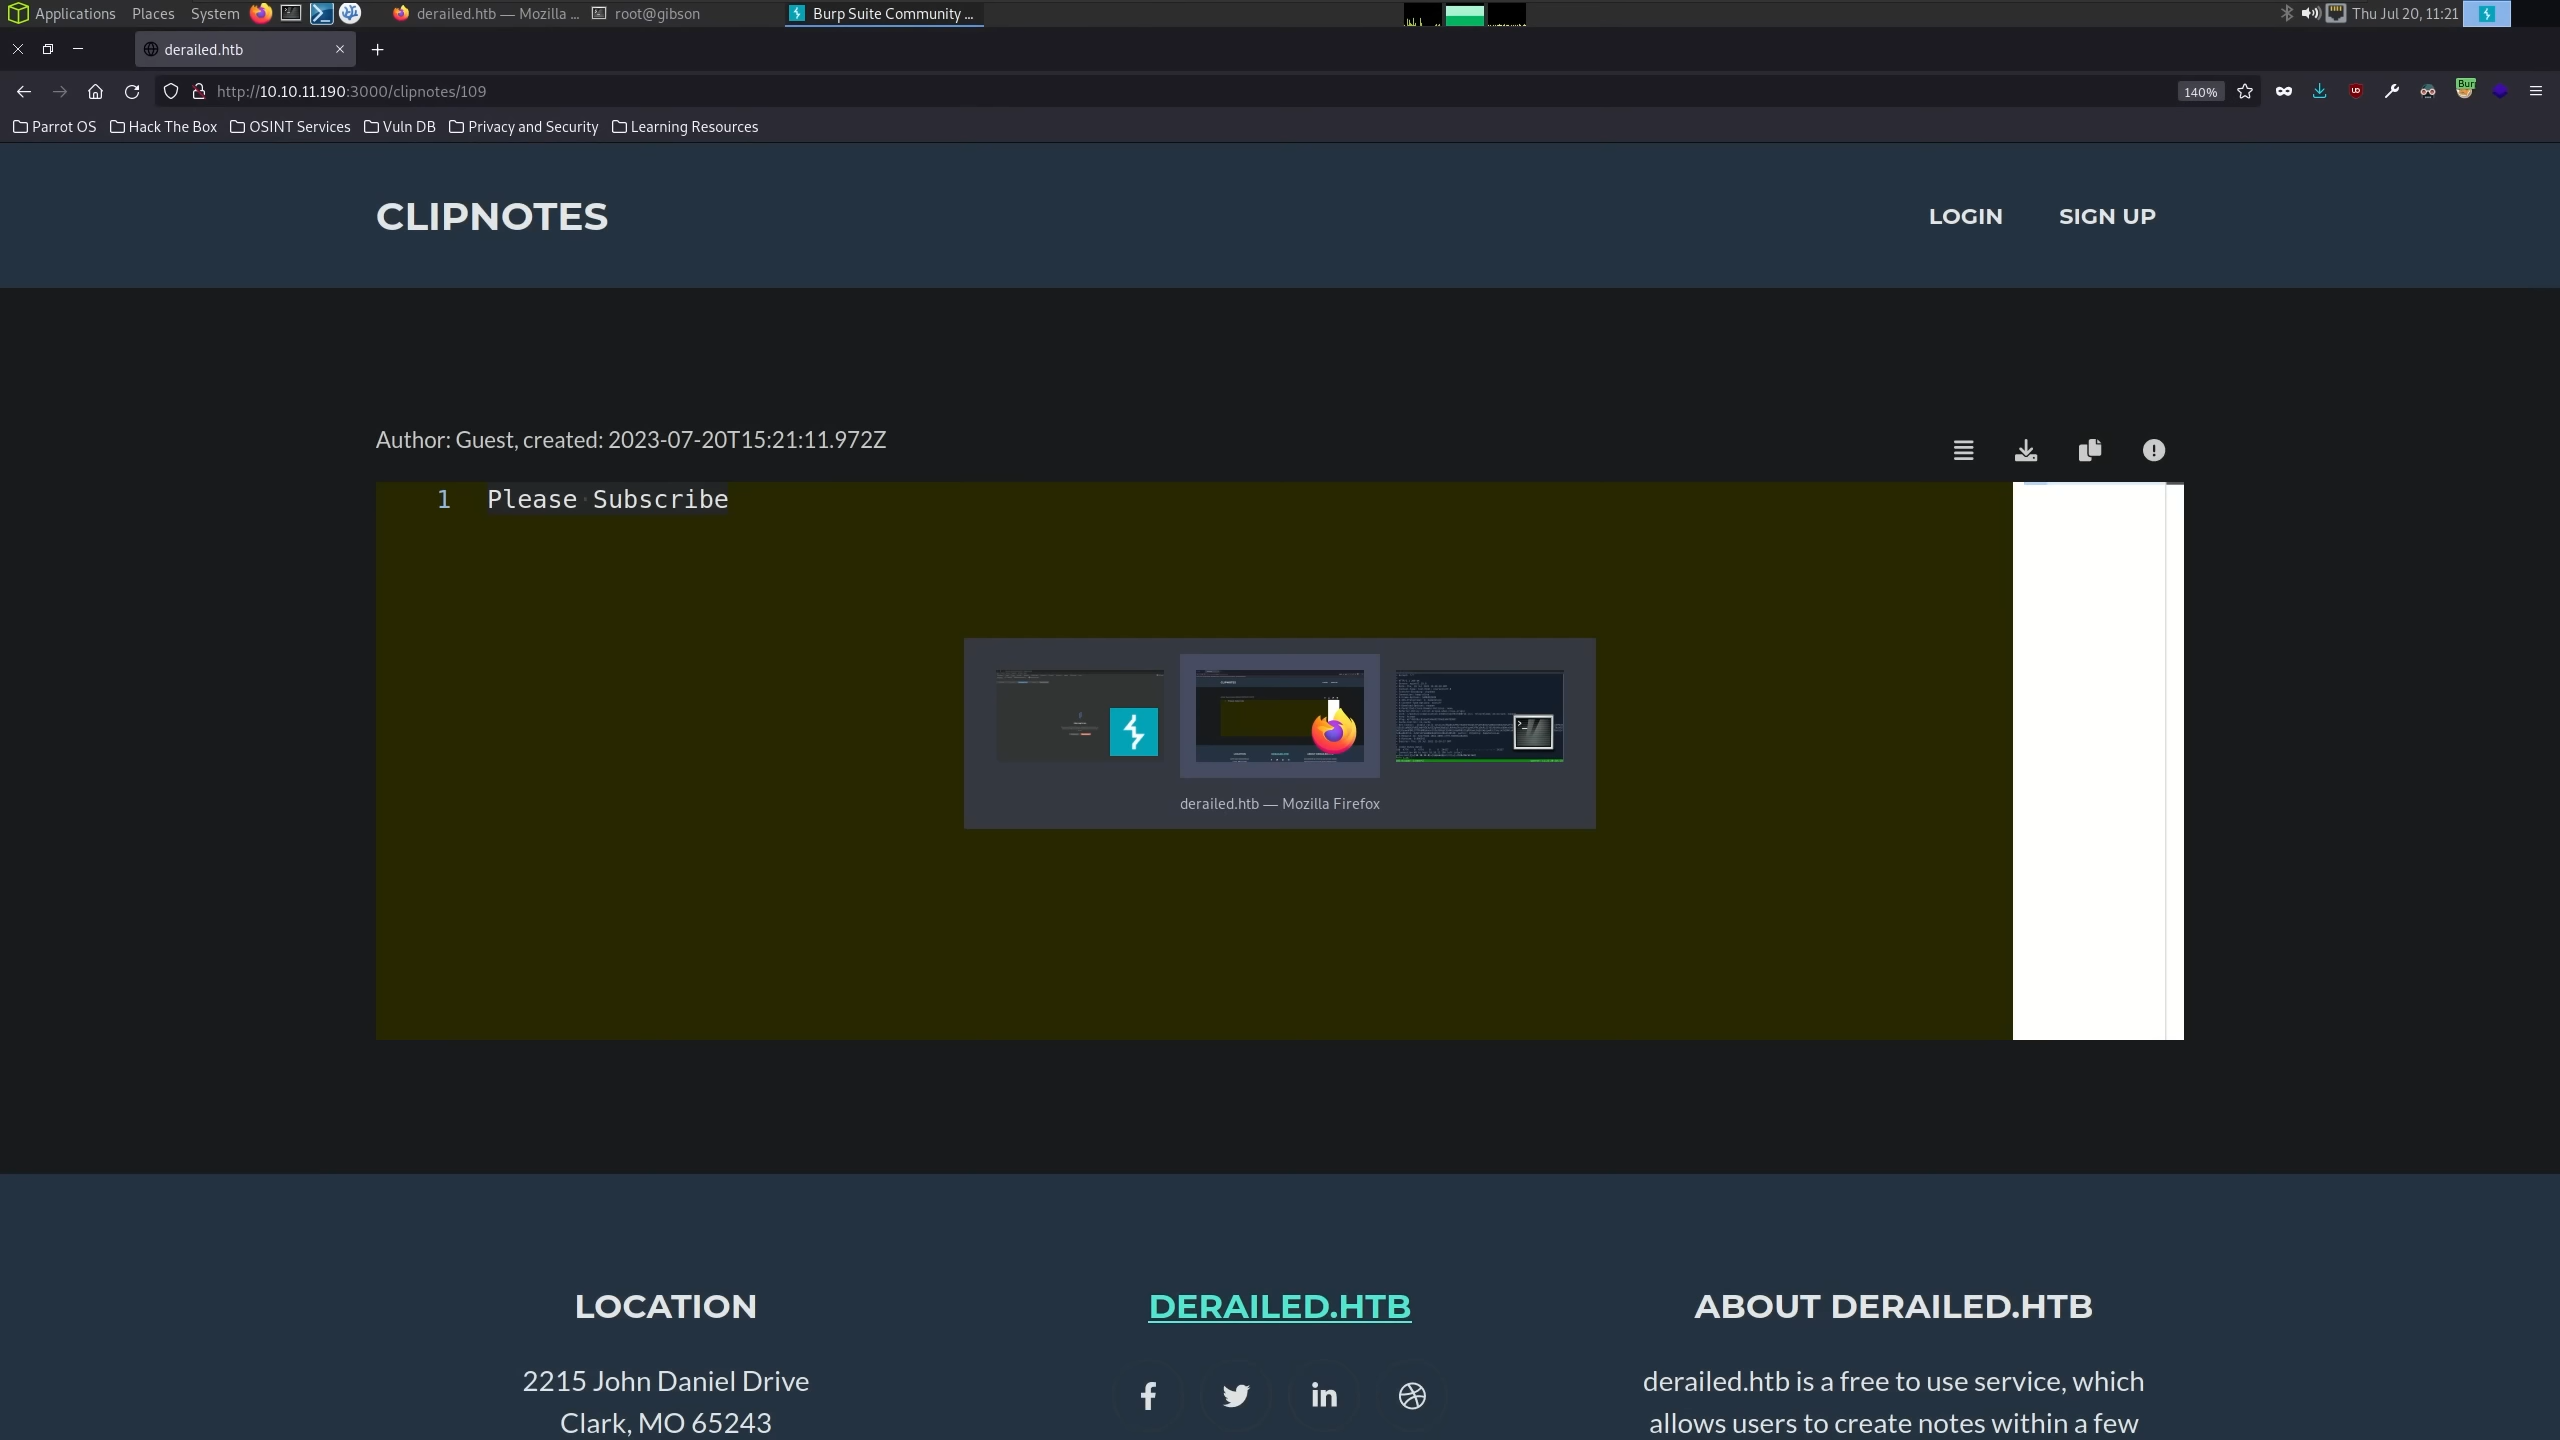 Applications Places System derailed.htb — Mozilla ... root@gibson Burp Suite Community ... Thu Jul 20, 11:21
derailed.htb
http://10.10.11.190:3000/clipnotes/109 140%
Parrot OS Hack The Box OSINT Services Vuln DB Privacy and Security Learning Resources
CLIPNOTES LOGIN SIGN UP
Author: Guest, created: 2023-07-20T15:21:11.972Z
1 Please Subscribe
derailed.htb — Mozilla Firefox
LOCATION DERAILED.HTB ABOUT DERAILED.HTB
2215 John Daniel Drive derailed.htb is a free to use service, which
Clark, MO 65243 allows users to create notes within a few